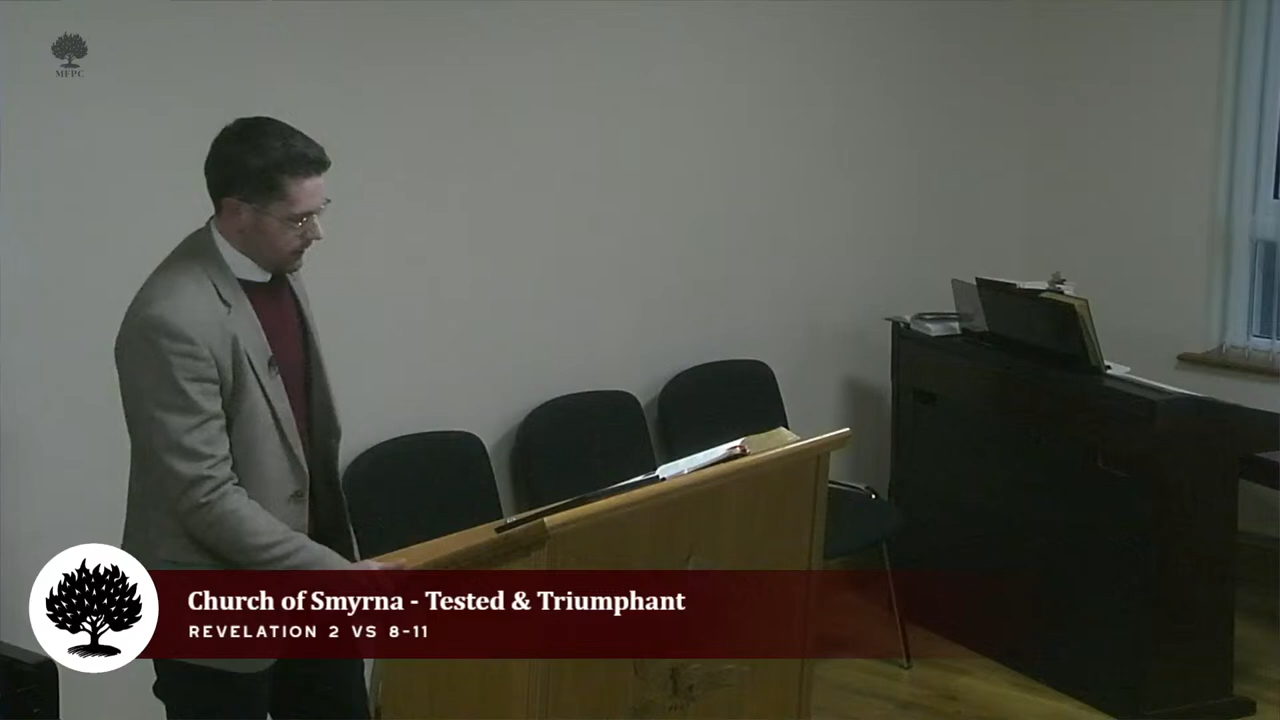 MFPC
Church of Smyrna - Tested & Triumphant
REVELATION 2 VS 8-11